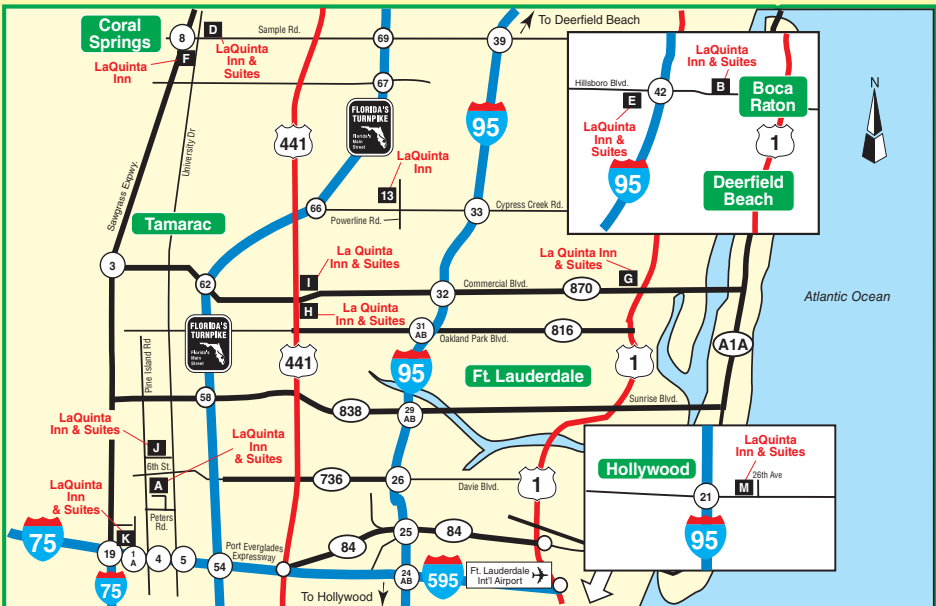 Coral
Springs
8
D
Sample Rd.
LaQuinta
Inn &
Suites
F
LaQuinta
Inn
69
39
To Deerfield Beach
67
FLORIDA'S
TURNPIKE
Florida's
Main
Street
441
95
University Dr
Sawgrass Expwy.
LaQuinta
Inn
13
Powerline Rd.
66
33
Cypress Creek Rd.
Tamarac
Hillsboro Blvd.
42
E
LaQuinta
Inn &
Suites
LaQuinta
Inn & Suites
B
Boca
Raton
1
95
Deerfield
Beach
N
3
62
La Quinta
Inn & Suites
I
H
La Quinta
Inn & Suites
32
Commercial Blvd.
870
La Quinta Inn
& Suites
G
Atlantic Ocean
FLORIDA'S
TURNPIKE
Florida's
Main
Street
31
AB
Oakland Park Blvd.
816
A1A
Pine Island Rd
441
95
1
Ft. Lauderdale
58
838
29
AB
Sunrise Blvd.
LaQuinta
Inn & Suites
J
6th St.
A
LaQuinta
Inn
& Suites
Peters
Rd.
736
26
Davie Blvd.
1
Hollywood
LaQuinta
Inn & Suites
26th Ave
M
21
95
LaQuinta
Inn
& Suites
K
75
19
1
A
4
5
54
Port Everglades
Expressway
84
25
84
75
24
AB
595
Ft. Lauderdale
Int'l Airport
To Hollywood